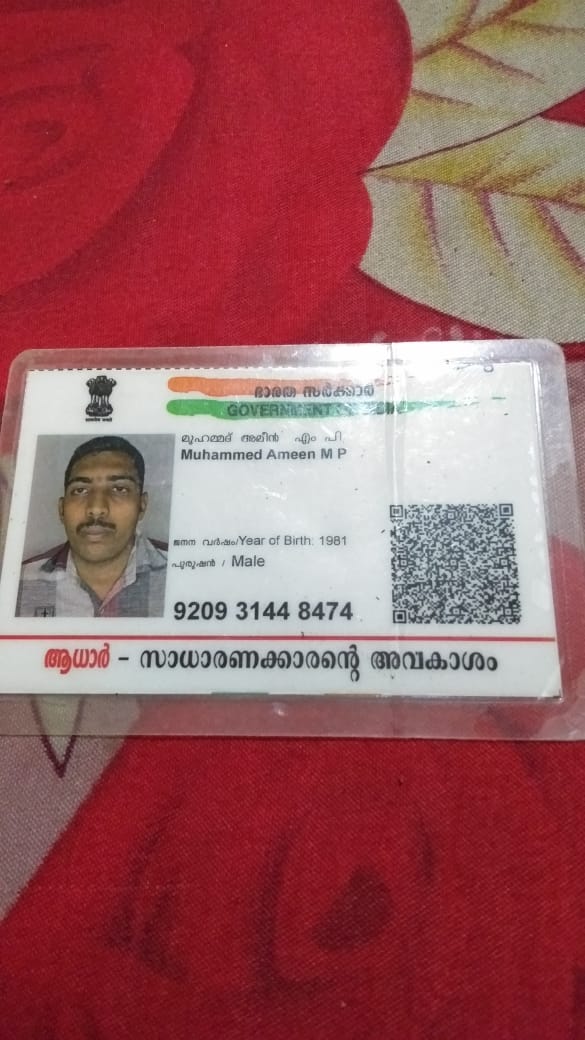 ഭാരത സർക്കാർ
GOVERNMENT
മുഹമ്മദ് അമീൻ എം പി
Muhammed Ameen M P
ജനന വർഷം/Year of Birth: 1981
പുരുഷൻ / Male
9209 3144 8474
ആധാർ - സാധാരണക്കാരന്റെ അവകാശം